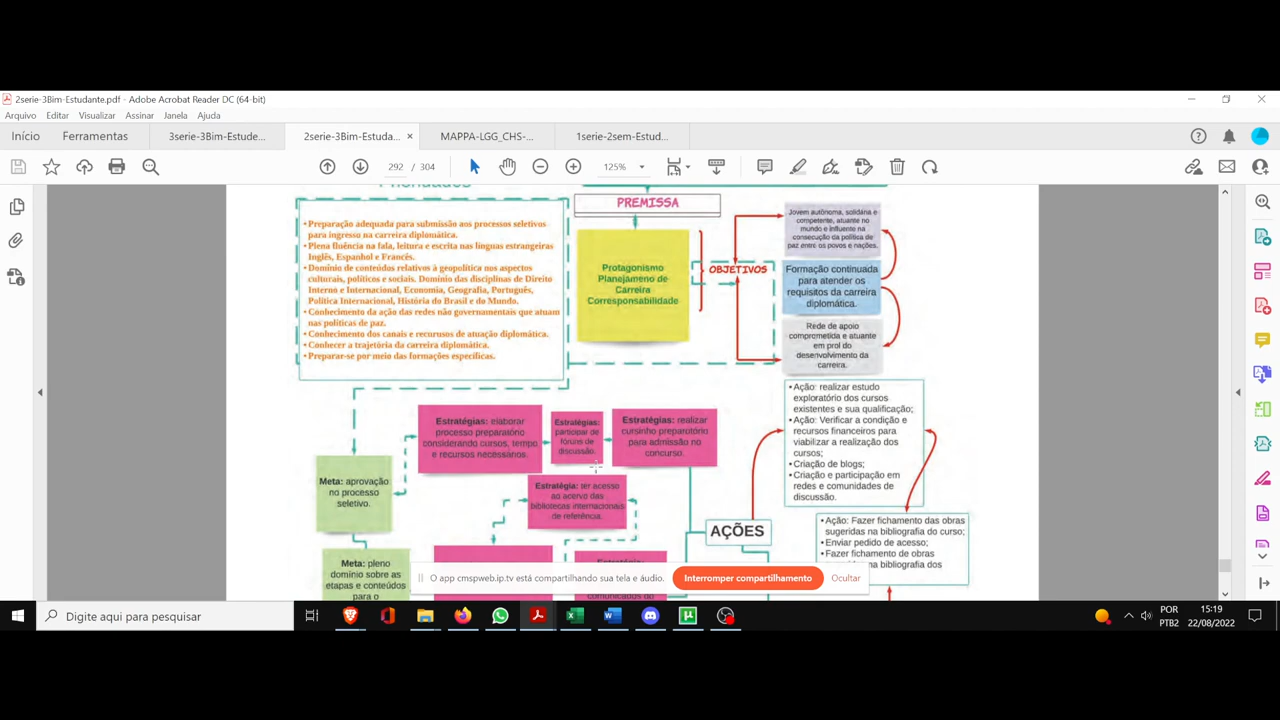 2serie-3Bim-Estudante.pdf - Adobe Acrobat Reader DC (64-bit)
Arquivo Editar Visualizar Assinar Janela Ajuda
Início Ferramentas 3serie-3Bim-Estude... 2serie-3Bim-Estuda... MAPPA-LGG_CHS-... 1serie-2sem-Estud...
292 / 304 125%
PREMISSA
• Preparação adequada para submissão aos processos seletivos
para ingresso na carreira diplomática.
• Plena fluência na fala, leitura e escrita nas línguas estrangeiras
Inglês, Espanhol e Francês.
• Domínio de conteúdos relativos à geopolítica nos aspectos
culturais, políticos e sociais. Domínio das disciplinas de Direito
Interno e Internacional, Economia, Geografia, Português,
Política Internacional, História do Brasil e do Mundo.
• Conhecimento da ação das redes não governamentais que atuam
nas políticas de paz.
• Conhecimento dos canais e recurusos de atuação diplomática.
• Conhecer a trajetória da carreira diplomática.
• Preparar-se por meio das formações específicas.
Protagonismo
Planejameno de
Carreira
Corresponsabilidade
OBJETIVOS
Jovem autônoma, solidária e
competente, atuante no
mundo e influente na
consecução da política de
paz entre os povos e nações.
Formação continuada
para atender os
requisitos da carreira
diplomática.
Rede de apoio
comprometida e atuante
em prol do
desenvolvimento da
carreira.
Estratégias: elaborar
processo preparatório
considerando cursos, tempo
e recursos necessários.
Estratégias:
participar de
fóruns de
discussão.
Estratégias: realizar
cursinho preparatório
para admissão no
concurso.
• Ação: realizar estudo
exploratório dos cursos
existentes e sua qualificação;
• Ação: Verificar a condição e
recursos financeiros para
viabilizar a realização dos
cursos;
• Criação de blogs;
• Criação e participação em
redes e comunidades de
discussão.
Meta: aprovação
no processo
seletivo.
Estratégia: ter acesso
ao acervo das
bibliotecas internacionais
de referência.
AÇÕES
• Ação: Fazer fichamento das obras
sugeridas na bibliografia do curso;
• Enviar pedido de acesso;
• Fazer fichamento de obras
na bibliografia dos
Meta: pleno
domínio sobre as
etapas e conteúdos
para o
O app cmspweb.ip.tv está compartilhando sua tela e áudio. Interromper compartilhamento Ocultar
Digite aqui para pesquisar
POR 15:19
PTB2 22/08/2022